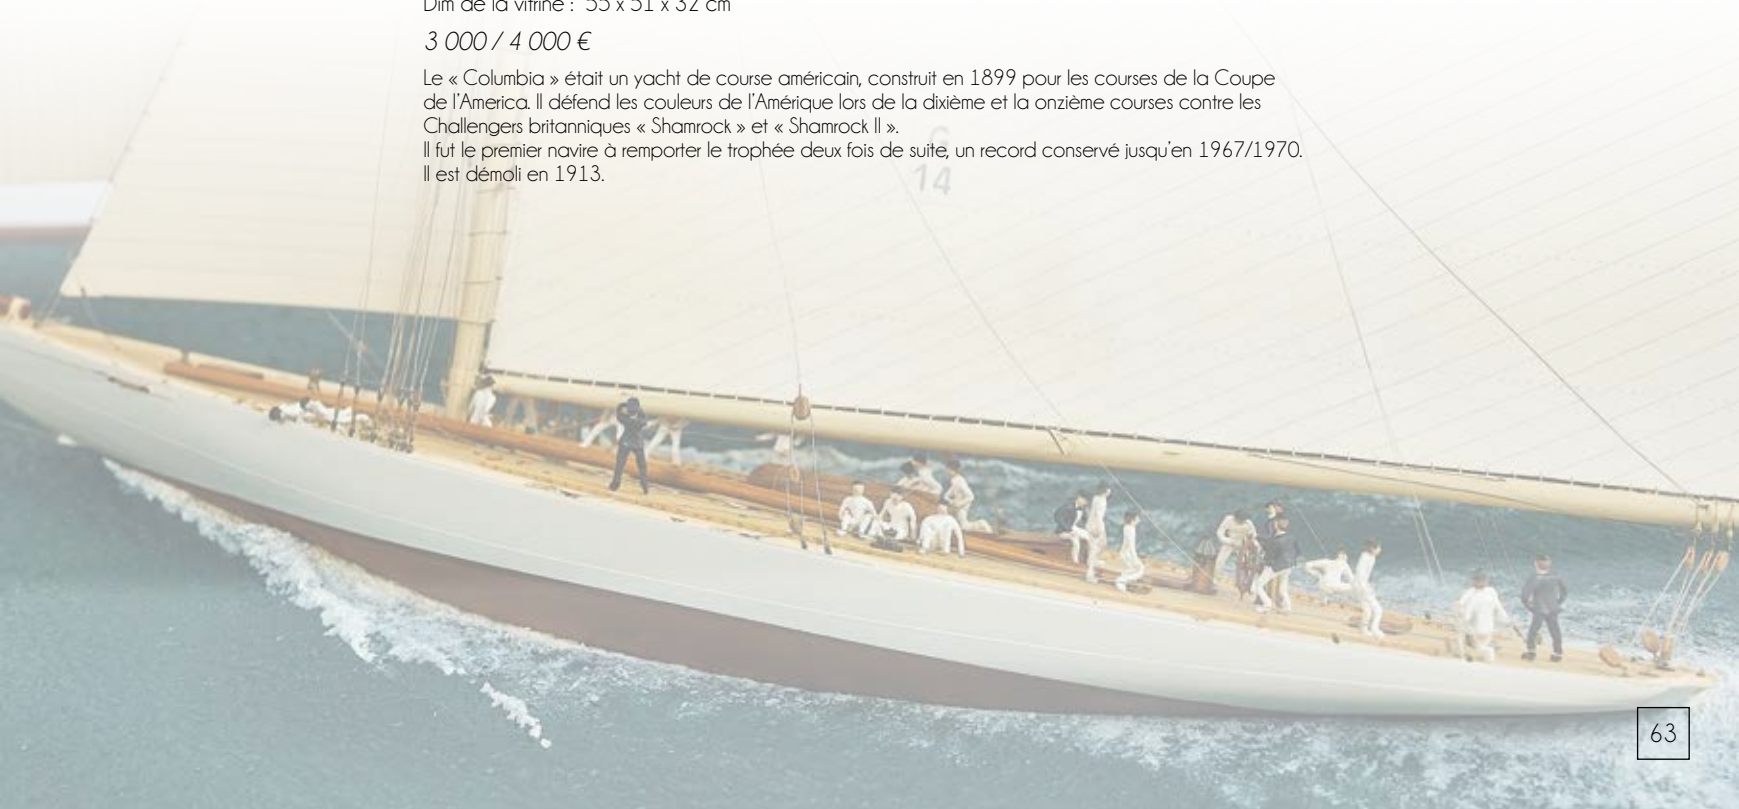 Dim de la vitrine : 55 x 51 x 32 cm
3 000 / 4 000 €
Le « Columbia » était un yacht de course américain, construit en 1899 pour les courses de la Coupe
de l'America. Il défend les couleurs de l'Amérique lors de la dixième et la onzième courses contre les
Challengers britanniques « Shamrock » et « Shamrock II ».
Il fut le premier navire à remporter le trophée deux fois de suite, un record conservé jusqu'en 1967/1970.
Il est démoli en 1913.
6
14
63